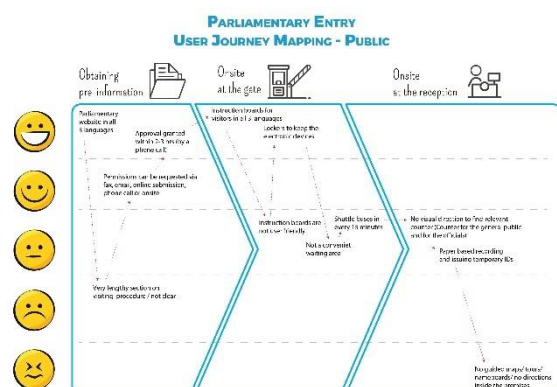 PARLIAMENTARY ENTRY
USER JOURNEY MAPPING - PUBLIC
Obtaining
pre-information
Onsite
at the gate
Onsite
at the reception
Parliamentary
website in all
3 languages
Approval granted
within 2-3 hrs (by a
phone call)
Permissions can be requested via
fax, email, online submission,
phone call or onsite
Very lengthy section on
visiting procedure / not clear
Instruction boards for
visitors in all 3 languages
Lockers to keep the
electronic devices
Instruction boards are
not user friendly
Shuttle buses in
every 15 minutes
Not a convenient
waiting area
No visual direction to find relevant
counter (Counter for the general public
and for the officials)
Paper based recording
and issuing temporary IDs
No guided maps/ tours/
name boards/ no directions
inside the premises